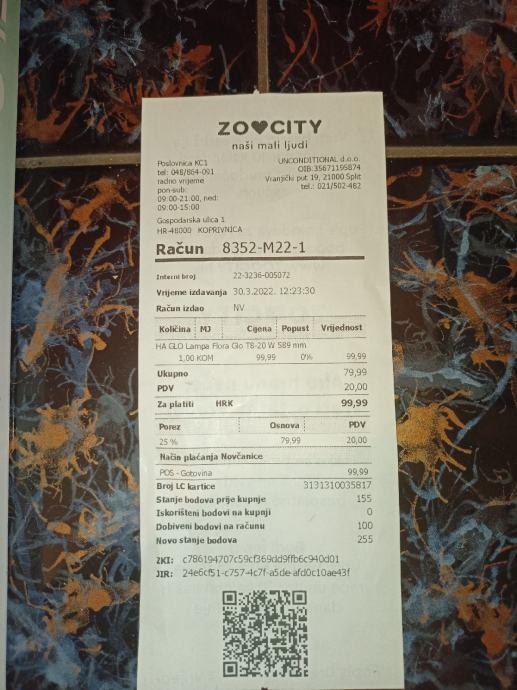 ZO♥CITY
naši mali ljudi
Poslovnica KC1
tel: 048/864-091
radno vrijeme
pon-sub:
09:00-21:00, ned:
09:00-15:00
UNCONDITIONAL d.o.o.
OIB:35671195874
Vranjički put 19, 21000 Split
tel.: 021/502-482
Gospodarska ulica 1
HR-48000 KOPRIVNICA
Račun 8352-M22-1
Interni broj 22-3236-005072
Vrijeme izdavanja 30.3.2022. 12:23:30
Račun izdao NV
Količina MJ Cijena Popust Vrijednost
HA GLO Lampa Flora Glo T8-20 W 589 mm
1,00 KOM 99,99 0% 99,99
Ukupno 79,99
PDV 20,00
Za platiti HRK 99,99
Porez Osnova PDV
25 % 79,99 20,00
Način plaćanja Novčanice
POS - Gotovina 99,99
Broj LC kartice 3131310035817
Stanje bodova prije kupnje 155
Iskorišteni bodovi na kupnji 0
Dobiveni bodovi na računu 100
Novo stanje bodova 255
ZKI: c786194707c59cf369dd9ffb6c940d01
JIR: 24e6cf51-c757-4c7f-a5de-afd0c10ae43f